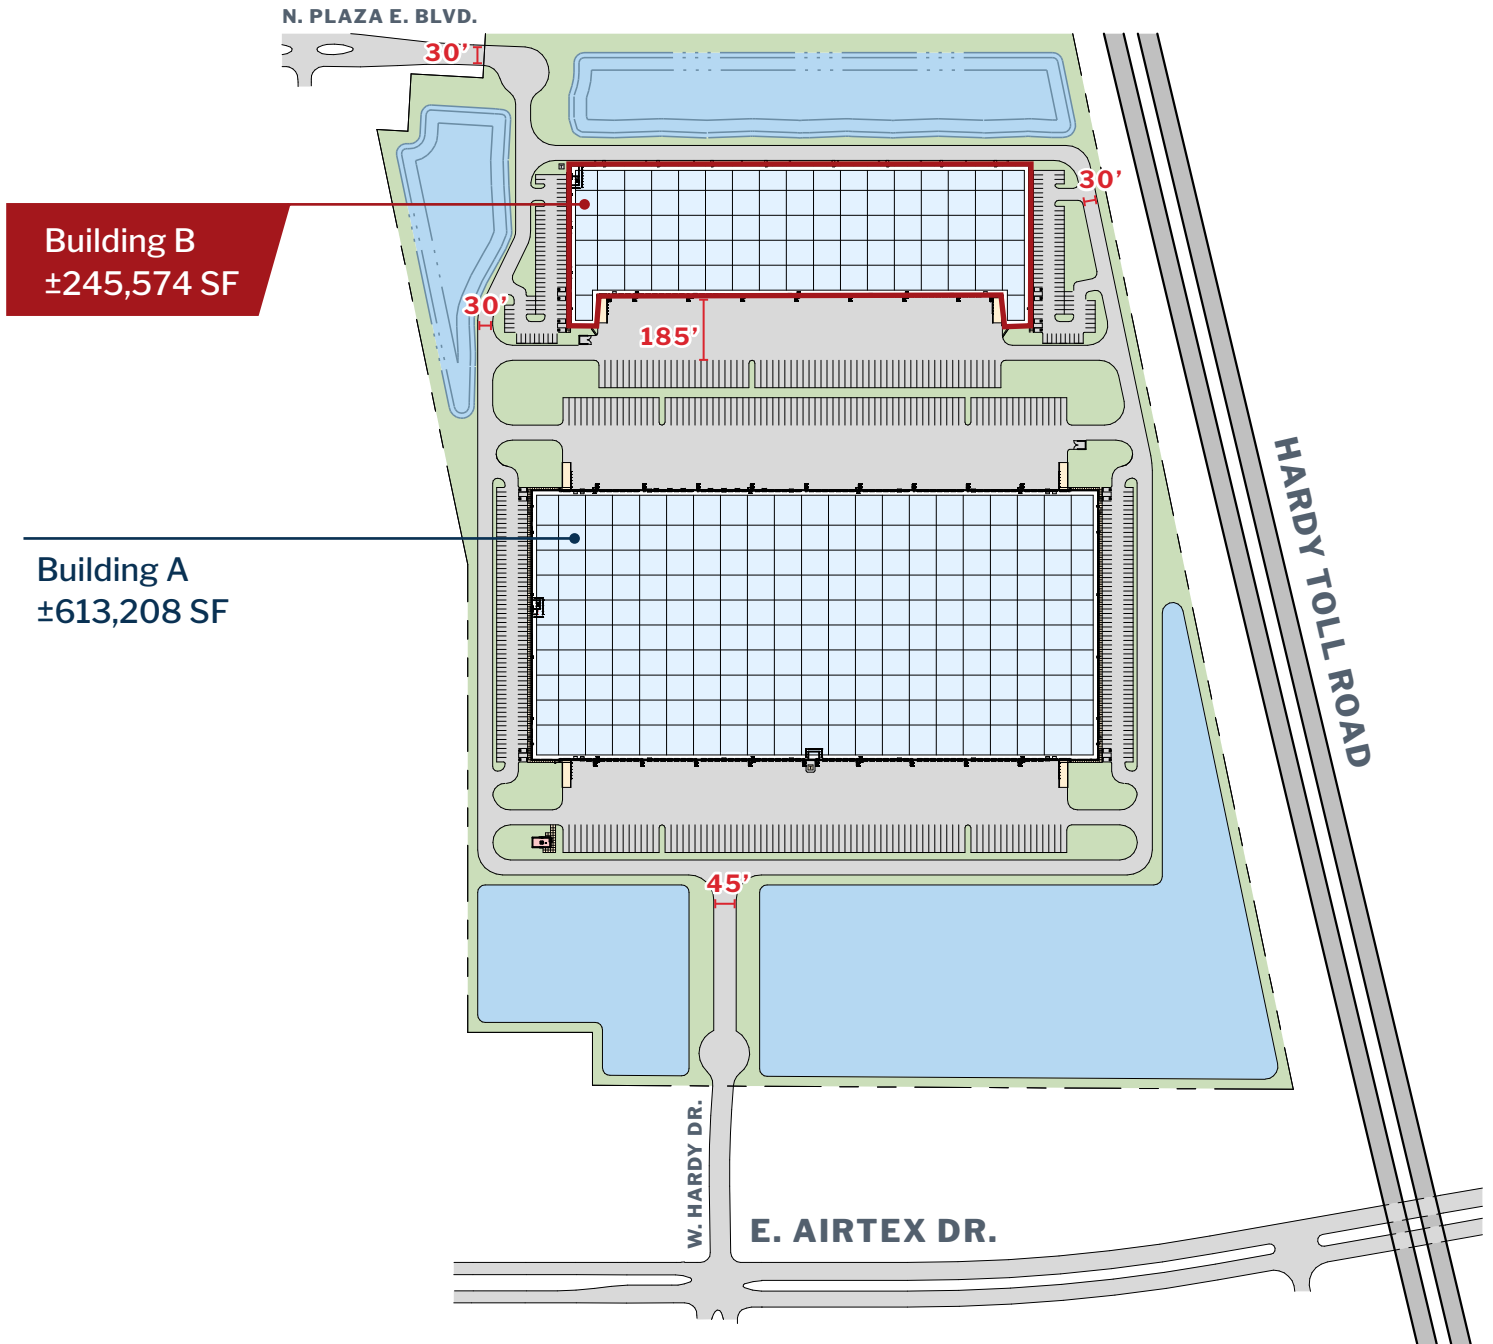 N. PLAZA E. BLVD.
30’
30’
Building B
±245,574 SF
30’
185’
HARDY TOLL ROAD
Building A
±613,208 SF
45’
W. HARDY DR.
E. AIRTEX DR.